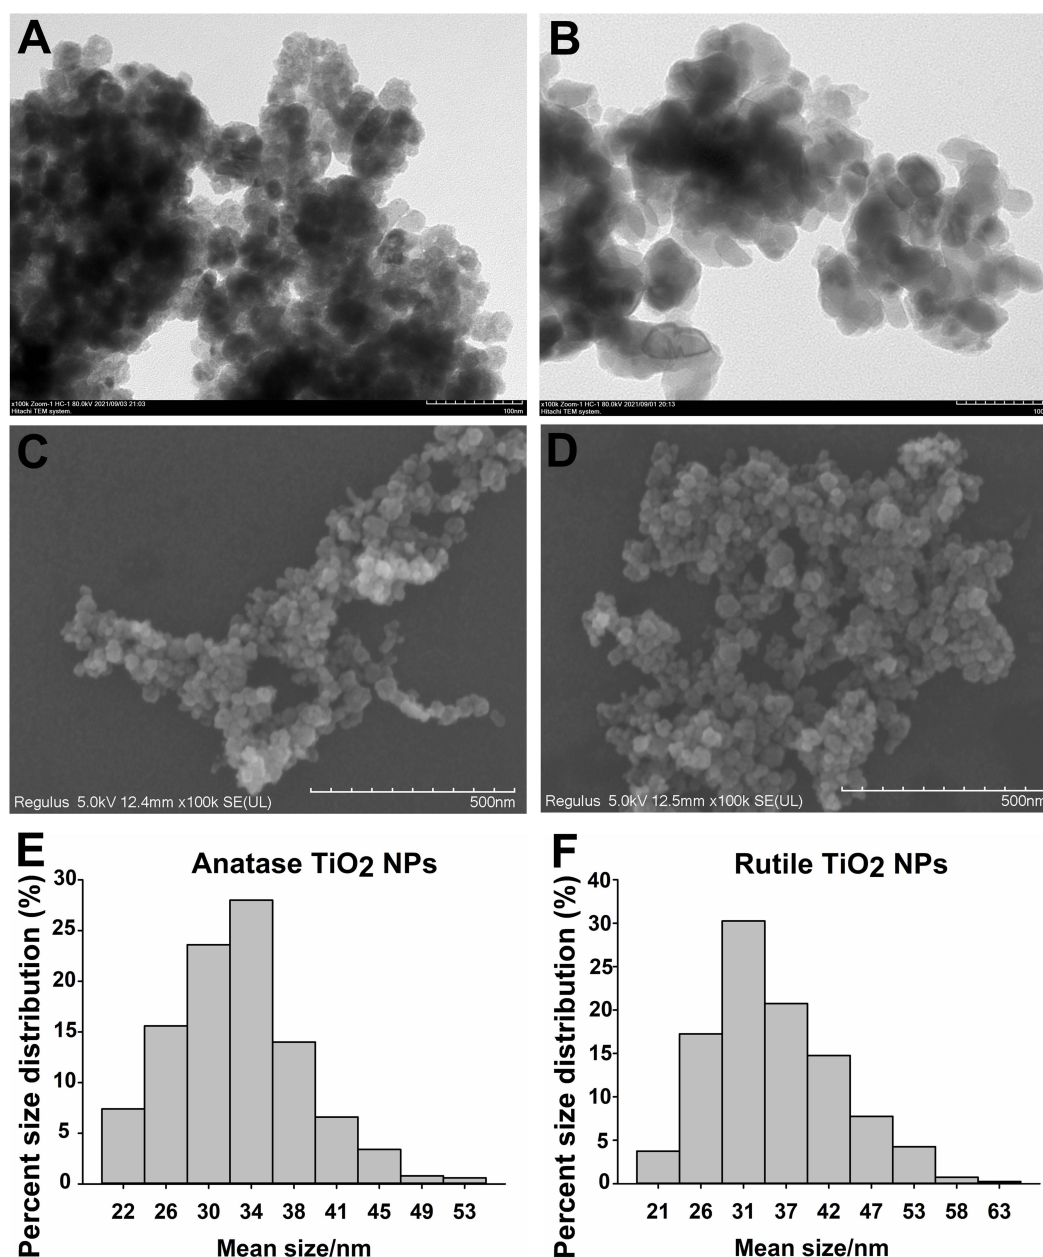 A
B
x100k Zoom-1 HC-1 80.0kV 2021/09/03 21:03
Hitachi TEM system.
100nm
x100k Zoom-1 HC-1 80.0kV 2021/09/01 20:13
Hitachi TEM system.
100
C
D
Regulus 5.0kV 12.4mm x100k SE(UL)
500nm
Regulus 5.0kV 12.5mm x100k SE(UL)
500nm
E
Anatase TiO2 NPs
Percent size distribution (%)
30
25
20
15
10
5
0
22 26 30 34 38 41 45 49 53
Mean size/nm
F
Rutile TiO2 NPs
Percent size distribution (%)
40
30
25
20
15
10
5
0
21 26 31 37 42 47 53 58 63
Mean size/nm